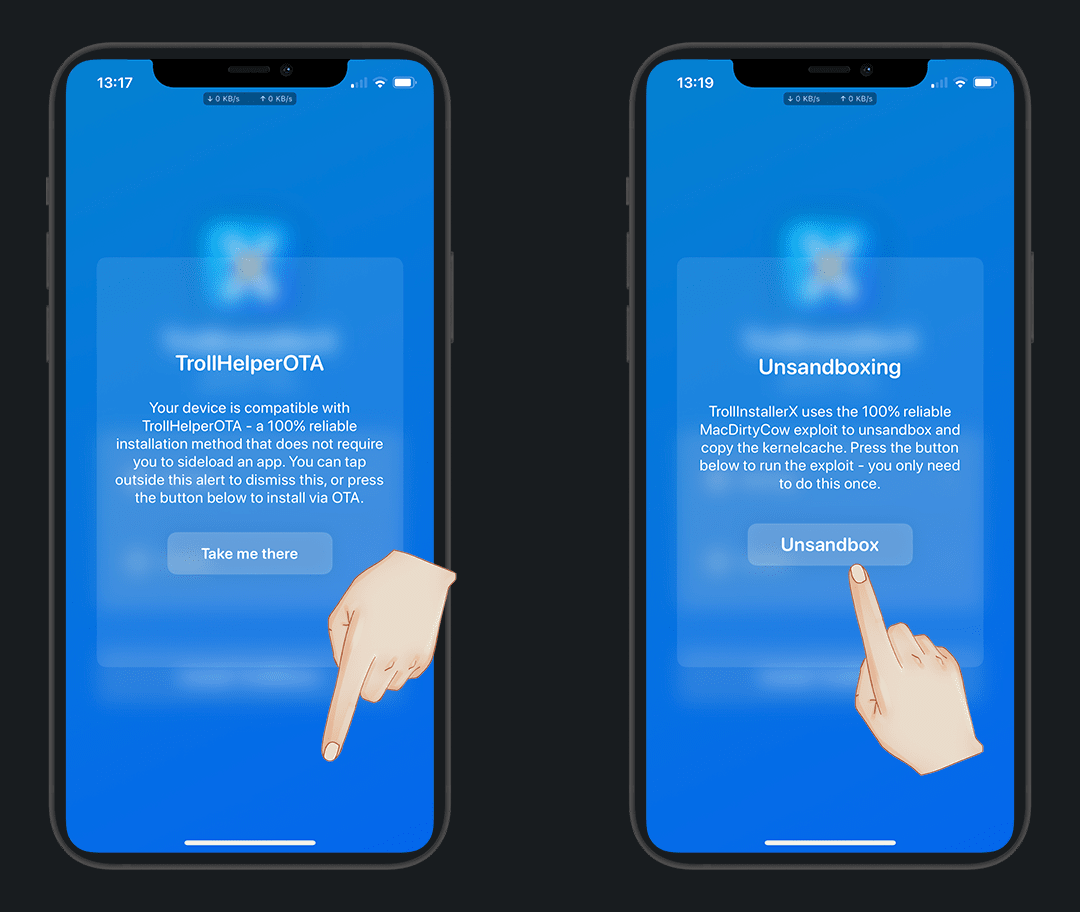 13:17
↓ 0 KB/s ↑ 0 KB/s
TrollHelperOTA
Your device is compatible with
TrollHelperOTA - a 100% reliable
installation method that does not require
you to sideload an app. You can tap
outside this alert to dismiss this, or press
the button below to install via OTA.
Take me there
13:19
↓ 0 KB/s ↑ 0 KB/s
Unsandboxing
TrollInstallerX uses the 100% reliable
MacDirtyCow exploit to unsandbox and
copy the kernelcache. Press the button
below to run the exploit - you only need
to do this once.
Unsandbox